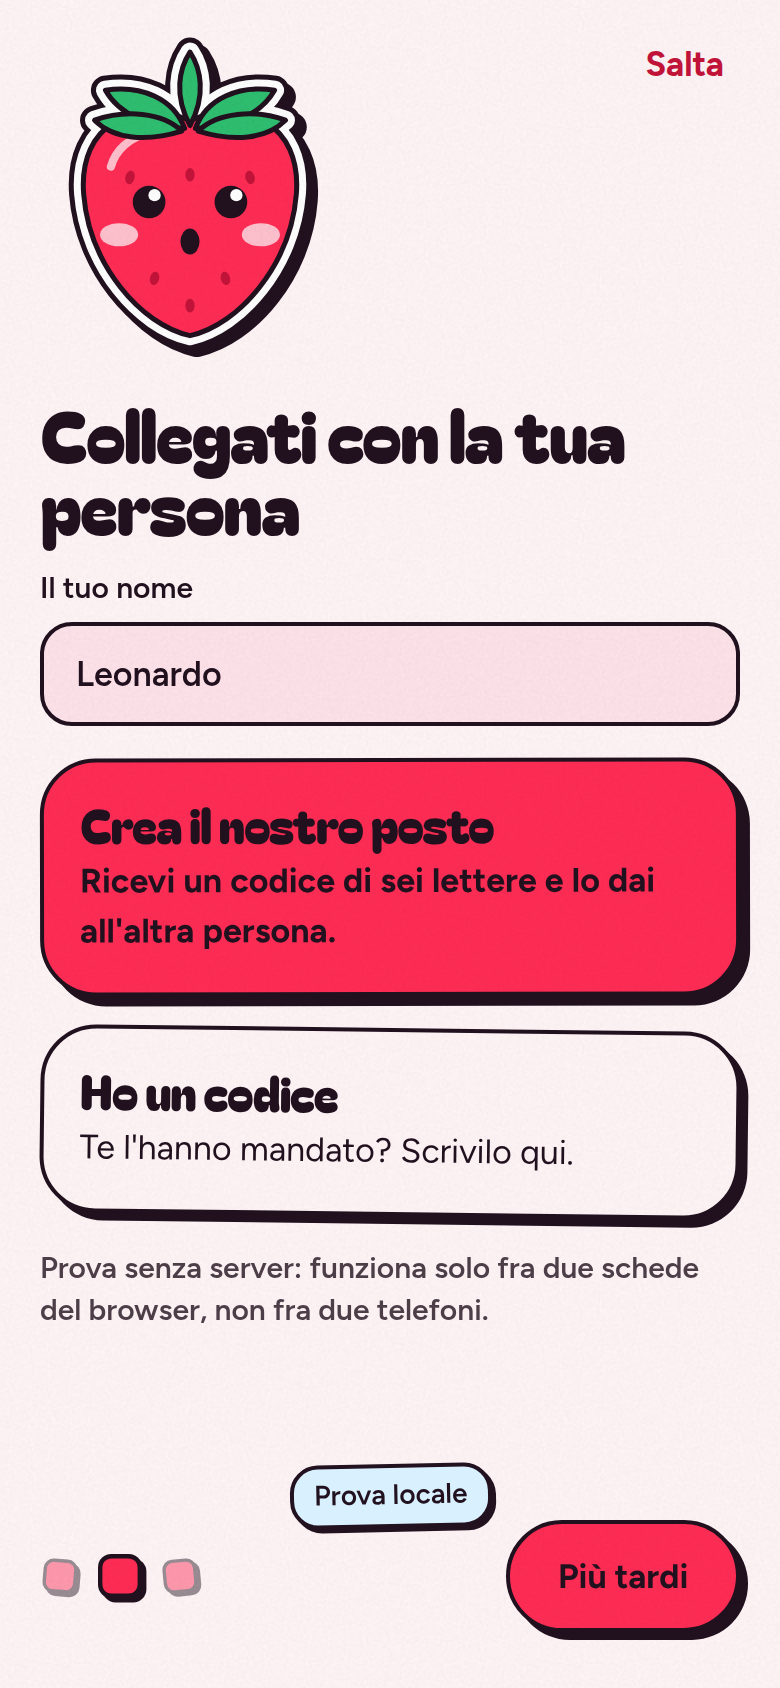 Salta
Collegati con la tua
persona
Il tuo nome
Leonardo
Crea il nostro posto
Ricevi un codice di sei lettere e lo dai
all'altra persona.
Ho un codice
Te l'hanno mandato? Scrivilo qui.
Prova senza server: funziona solo fra due schede
del browser, non fra due telefoni.
Prova locale
Più tardi